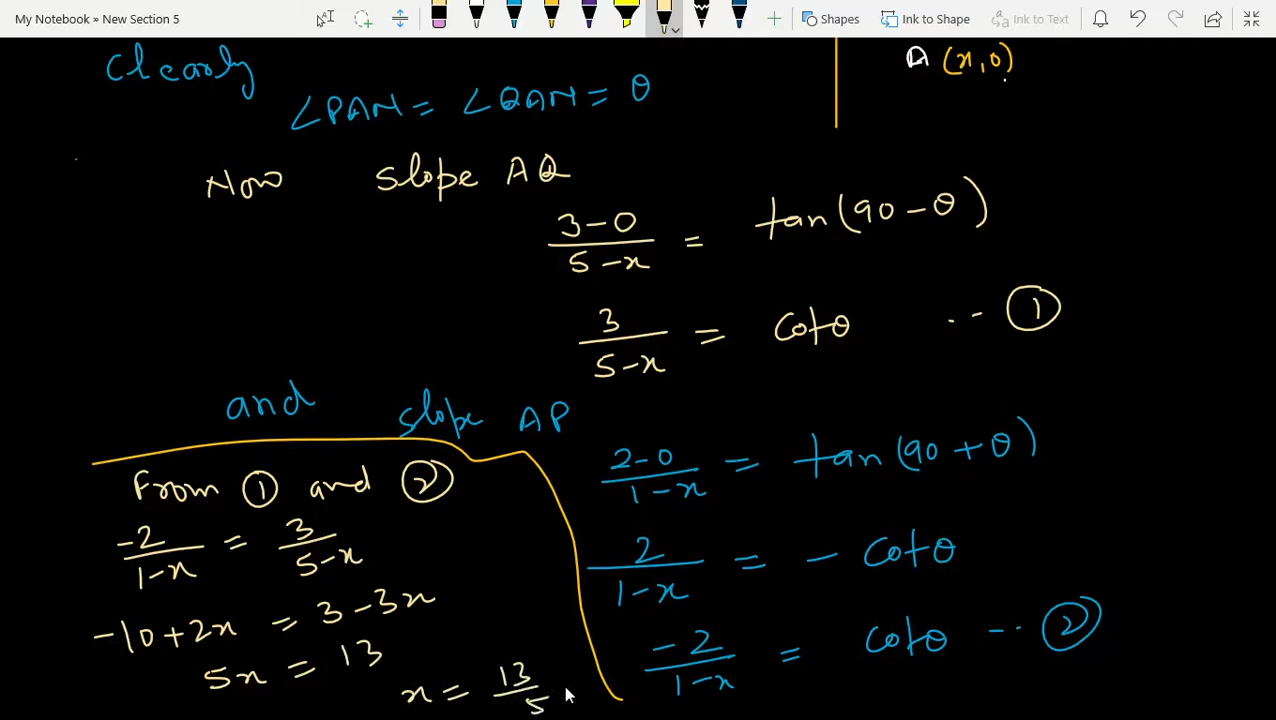 My Notebook » New Section 5
Shapes Ink to Shape Ink to Text
Clearly
A (x,0)
∠PAN = ∠QAN = θ
Now slope AQ
3-0/5-x = tan(90-θ)
3/5-x = cotθ ... ①
and slope AP
2-0/1-x = tan(90+θ)
2/1-x = - cotθ
-2/1-x = cotθ ... ②
From ① and ②
-2/1-x = 3/5-x
-10+2x = 3-3x
5x = 13
x = 13/5